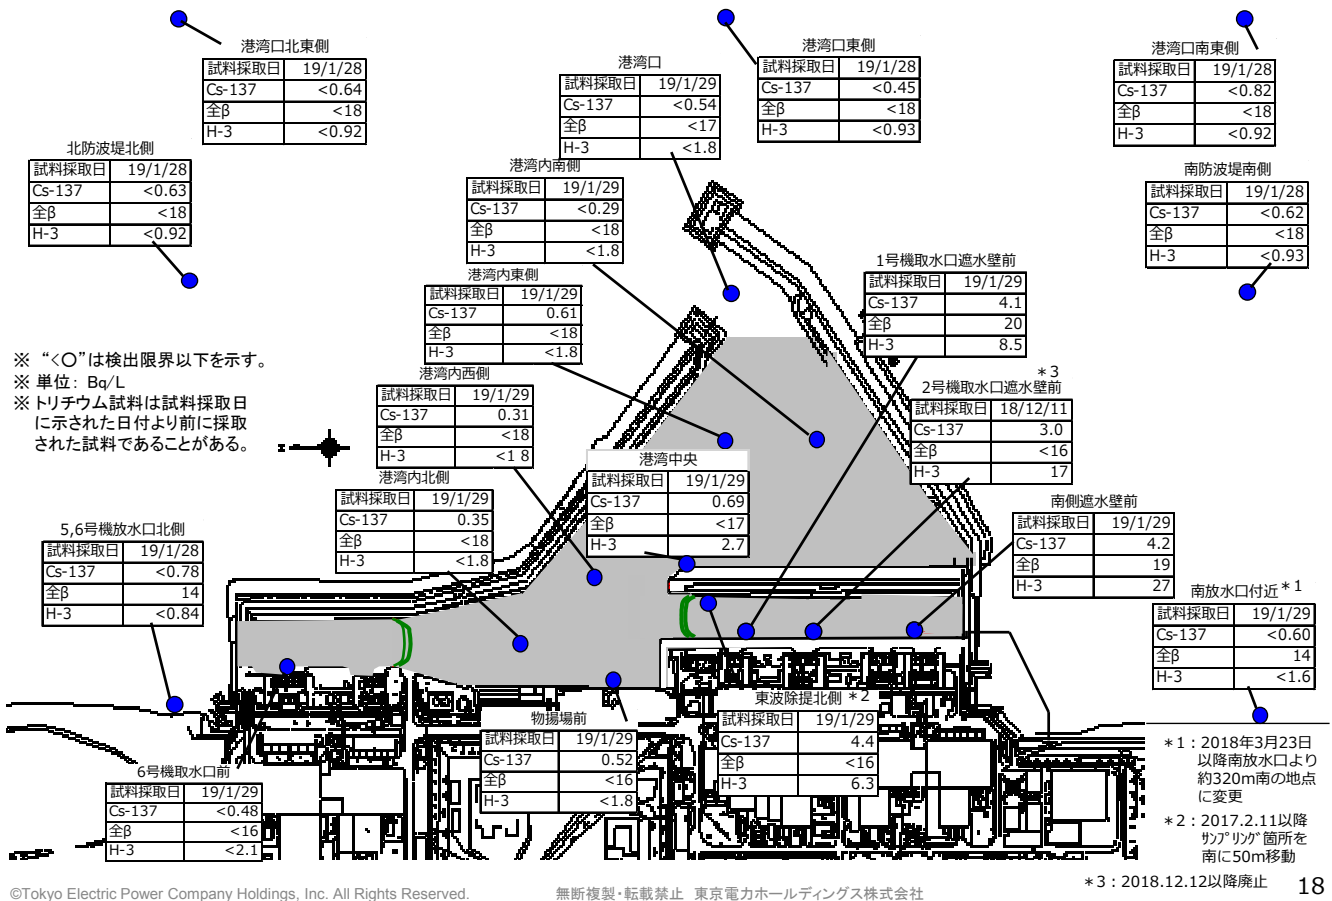 港湾口北東側
試料採取日 19/1/28
Cs-137 <0.64
全β <18
H-3 <0.92
港湾口
試料採取日 19/1/29
Cs-137 <0.54
全β <17
H-3 <1.8
港湾口東側
試料採取日 19/1/28
Cs-137 <0.45
全β <18
H-3 <0.93
港湾口南東側
試料採取日 19/1/28
Cs-137 <0.82
全β <18
H-3 <0.92
北防波堤北側
試料採取日 19/1/28
Cs-137 <0.63
全β <18
H-3 <0.92
港湾内南側
試料採取日 19/1/29
Cs-137 <0.29
全β <18
H-3 <1.8
南防波堤南側
試料採取日 19/1/28
Cs-137 <0.62
全β <18
H-3 <0.93
港湾内東側
試料採取日 19/1/29
Cs-137 0.61
全β <18
H-3 <1.8
1号機取水口遮水壁前
試料採取日 19/1/29
Cs-137 4.1
全β 20
H-3 8.5
※ “<○”は検出限界以下を示す。
※ 単位: Bq/L
※ トリチウム試料は試料採取日
に示された日付より前に採取
された試料であることがある。
港湾内西側
試料採取日 19/1/29
Cs-137 0.31
全β <18
H-3 <1 8
*3
2号機取水口遮水壁前
試料採取日 18/12/11
Cs-137 3.0
全β <16
H-3 17
N
港湾中央
試料採取日 19/1/29
Cs-137 0.69
全β <17
H-3 2.7
港湾内北側
試料採取日 19/1/29
Cs-137 0.35
全β <18
H-3 <1.8
南側遮水壁前
試料採取日 19/1/29
Cs-137 4.2
全β 19
H-3 27
5,6号機放水口北側
試料採取日 19/1/28
Cs-137 <0.78
全β 14
H-3 <0.84
南放水口付近*1
試料採取日 19/1/29
Cs-137 <0.60
全β 14
H-3 <1.6
東波除提北側 *2
試料採取日 19/1/29
Cs-137 4.4
全β <16
H-3 6.3
物揚場前
試料採取日 19/1/29
Cs-137 0.52
全β <16
H-3 <1.8
6号機取水口前
試料採取日 19/1/29
Cs-137 <0.48
全β <16
H-3 <2.1
*1:2018年3月23日
以降南放水口より
約320m南の地点
に変更
*2:2017.2.11以降
ｻﾝﾌﾟﾘﾝｸﾞ箇所を
南に50m移動
*3:2018.12.12以降廃止
©Tokyo Electric Power Company Holdings, Inc. All Rights Reserved.
無断複製・転載禁止 東京電力ホールディングス株式会社
18